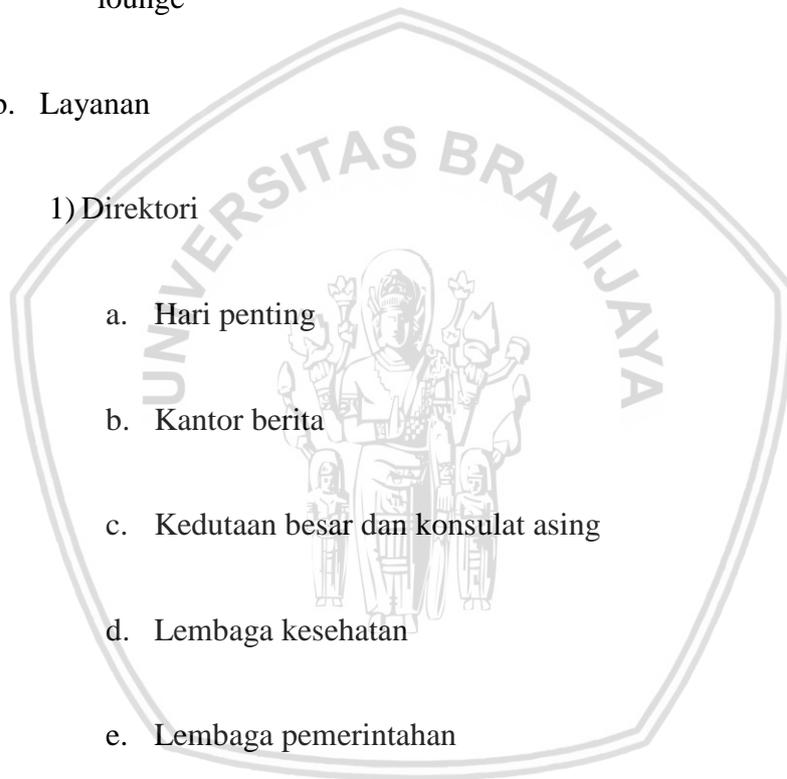 lounge
b. Layanan
1) Direktori
a. Hari penting
b. Kantor berita
c. Kedutaan besar dan konsulat asing
d. Lembaga kesehatan
e. Lembaga pemerintahan
UNIVERSITAS BRAWIJAYA